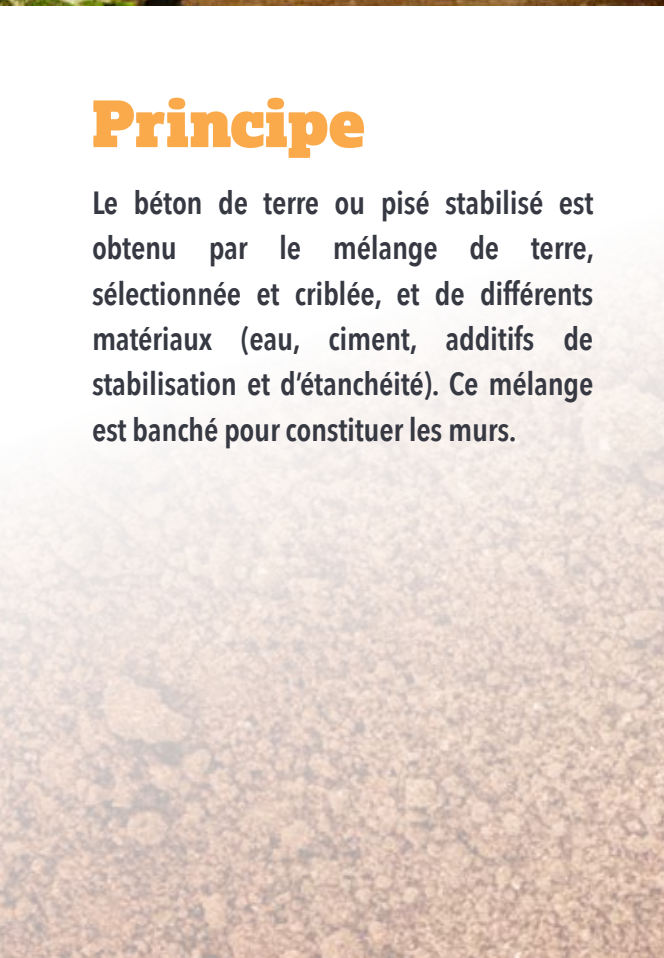 Principe
Le béton de terre ou pisé stabilisé est
obtenu par le mélange de terre,
sélectionnée et criblée, et de différents
matériaux (eau, ciment, additifs de
stabilisation et d’étanchéité). Ce mélange
est banché pour constituer les murs.